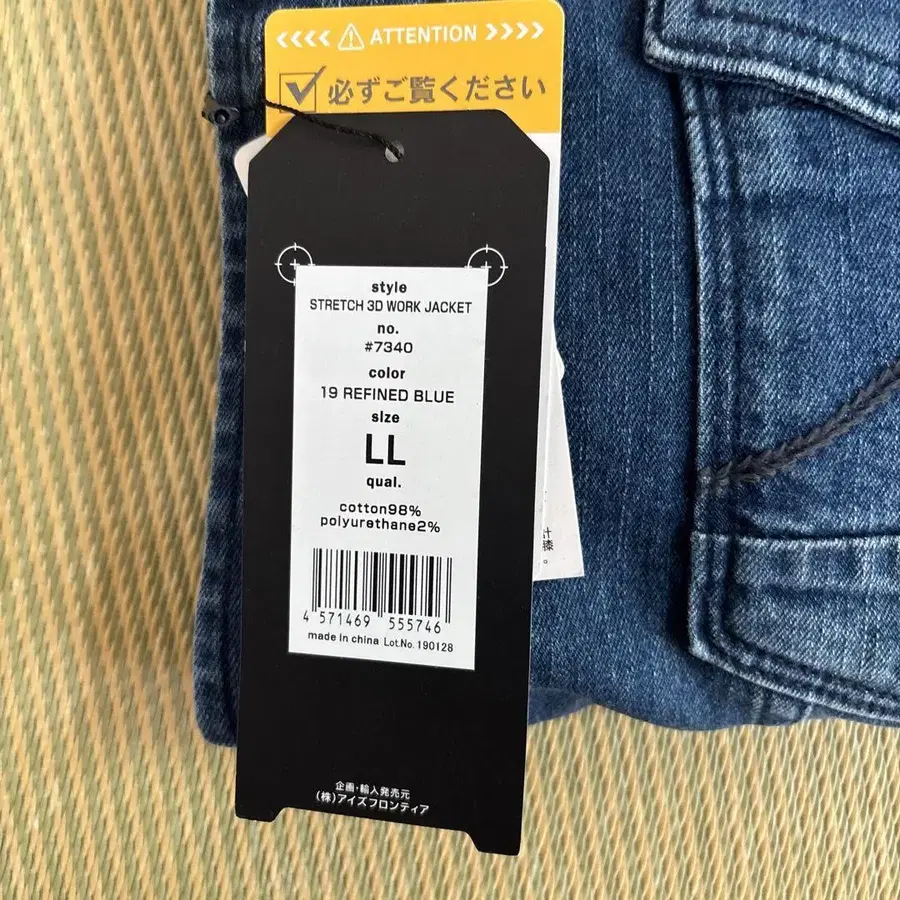 <<<< ATTENTION >>>>
必ずご覧ください
style
STRETCH 3D WORK JACKET
no.
#7340
color
19 REFINED BLUE
size
LL
qual.
cotton98%
polyurethane2%
4 571469 555746
made in china Lot.No. 190128
企画・輸入発売元
(株)アイズフロンティア